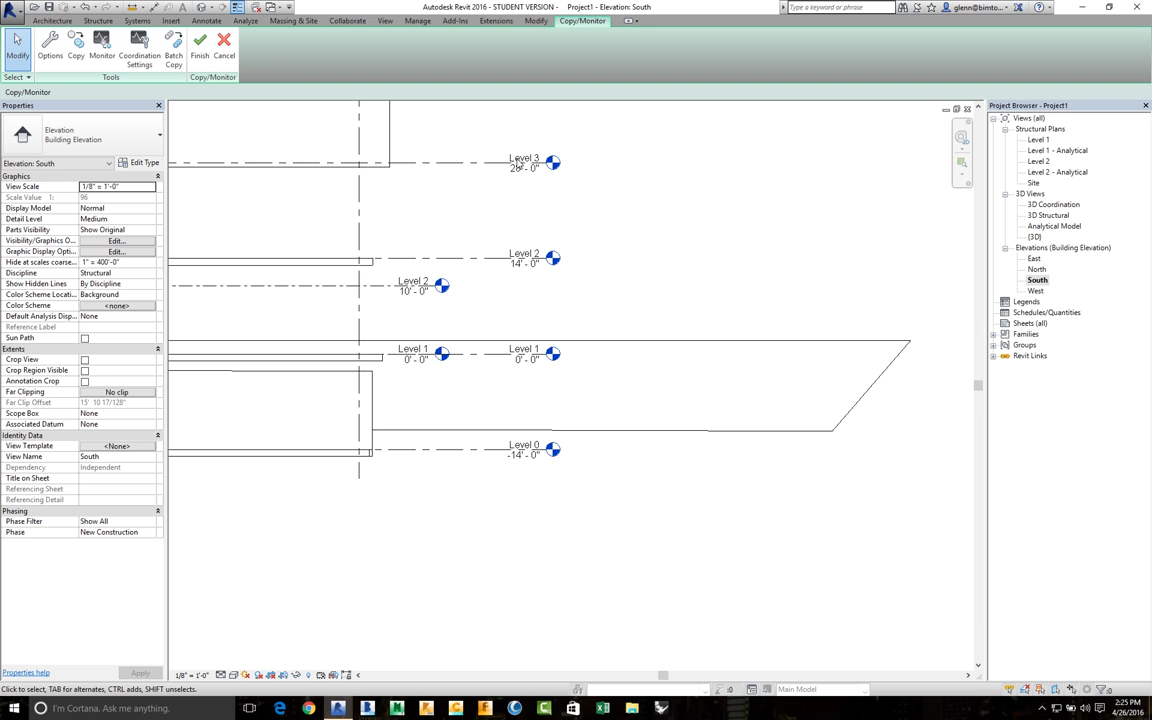 Autodesk Revit 2016 - STUDENT VERSION - Project1 - Elevation: South
Type a keyword or phrase
glenn@bimto...
Architecture Structure Systems Insert Annotate Analyze Massing & Site Collaborate View Manage Add-Ins Extensions Modify Copy/Monitor
Modify Options Copy Monitor Coordination Settings Batch Copy Finish Cancel
Select Tools Copy/Monitor
Copy/Monitor
Properties
Elevation
Building Elevation
Elevation: South Edit Type
Graphics
View Scale 1/8" = 1'-0"
Scale Value 1: 96
Display Model Normal
Detail Level Medium
Parts Visibility Show Original
Visibility/Graphics O... Edit...
Graphic Display Opti... Edit...
Hide at scales coarse... 1" = 400'-0"
Discipline Structural
Show Hidden Lines By Discipline
Color Scheme Locati... Background
Color Scheme <none>
Default Analysis Disp... None
Reference Label
Sun Path
Extents
Crop View
Crop Region Visible
Annotation Crop
Far Clipping No clip
Far Clip Offset 15' 10 17/128"
Scope Box None
Associated Datum None
Identity Data
View Template <None>
View Name South
Dependency Independent
Title on Sheet
Referencing Sheet
Referencing Detail
Phasing
Phase Filter Show All
Phase New Construction
Properties help Apply
Level 3
Level 2
14' - 0"
Level 2
10' - 0"
Level 1
0' - 0"
Level 1
0' - 0"
Level 0
-14' - 0"
Project Browser - Project1
Views (all)
Structural Plans
Level 1
Level 1 - Analytical
Level 2
Level 2 - Analytical
Site
3D Views
3D Coordination
3D Structural
Analytical Model
{3D}
Elevations (Building Elevation)
East
North
South
West
Legends
Schedules/Quantities
Sheets (all)
Families
Groups
Revit Links
1/8" = 1'-0"
Click to select, TAB for alternates, CTRL adds, SHIFT unselects.
:0
Main Model
:0
I'm Cortana. Ask me anything.
2:25 PM
4/26/2016